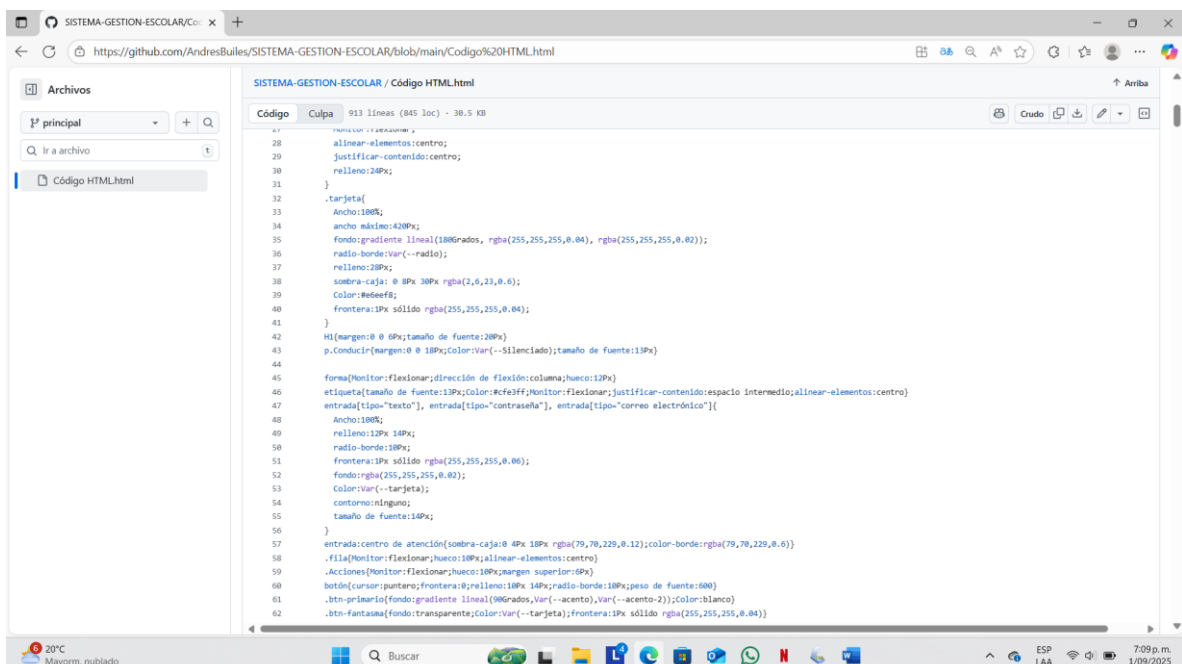 SISTEMA-GESTION-ESCOLAR/Co
https://github.com/AndresBuiles/SISTEMA-GESTION-ESCOLAR/blob/main/Codigo%20HTML.html
Archivos
principal
Ir a archivo
t
Código HTML.html
SISTEMA-GESTION-ESCOLAR / Código HTML.html
Arriba
Código Culpa 913 líneas (845 loc) · 30.5 KB
Crudo
27 Monitor:flexionar;
28 alinear-elementos:centro;
29 justificar-contenido:centro;
30 relleno:24Px;
31 }
32 .tarjeta{
33 Ancho:100%;
34 ancho máximo:420Px;
35 fondo:gradiente lineal(180Grados, rgba(255,255,255,0.04), rgba(255,255,255,0.02));
36 radio-borde:Var(--radio);
37 relleno:28Px;
38 sombra-caja: 0 8Px 30Px rgba(2,6,23,0.6);
39 Color:#e6eef8;
40 frontera:1Px sólido rgba(255,255,255,0.04);
41 }
42 H1{margen:0 0 6Px;tamaño de fuente:20Px}
43 p.Conducir{margen:0 0 18Px;Color:Var(--Silenciado);tamaño de fuente:13Px}
44
45 forma{Monitor:flexionar;dirección de flexión:columna;hueco:12Px}
46 etiqueta{tamaño de fuente:13Px;Color:#cfe3ff;Monitor:flexionar;justificar-contenido:espacio intermedio;alinear-elementos:centro}
47 entrada[tipo="texto"], entrada[tipo="contraseña"], entrada[tipo="correo electrónico"]{
48 Ancho:100%;
49 relleno:12Px 14Px;
50 radio-borde:10Px;
51 frontera:1Px sólido rgba(255,255,255,0.06);
52 fondo:rgba(255,255,255,0.02);
53 Color:Var(--tarjeta);
54 contorno:ninguno;
55 tamaño de fuente:14Px;
56 }
57 entrada:centro de atención{sombra-caja:0 4Px 18Px rgba(79,70,229,0.12);color-borde:rgba(79,70,229,0.6)}
58 .fila{Monitor:flexionar;hueco:10Px;alinear-elementos:centro}
59 .Acciones{Monitor:flexionar;hueco:10Px;margen superior:6Px}
60 botón{cursor:puntero;frontera:0;relleno:10Px 14Px;radio-borde:10Px;peso de fuente:600}
61 .btn-primario{fondo:gradiente lineal(90Grados,Var(--acento),Var(--acento-2));Color:blanco}
62 .btn-fantasma{fondo:transparente;Color:Var(--tarjeta);frontera:1Px sólido rgba(255,255,255,0.04)}
6
20°C
Mayorm. nublado
Buscar
ESP
LAA
7:09 p.m.
1/09/2025